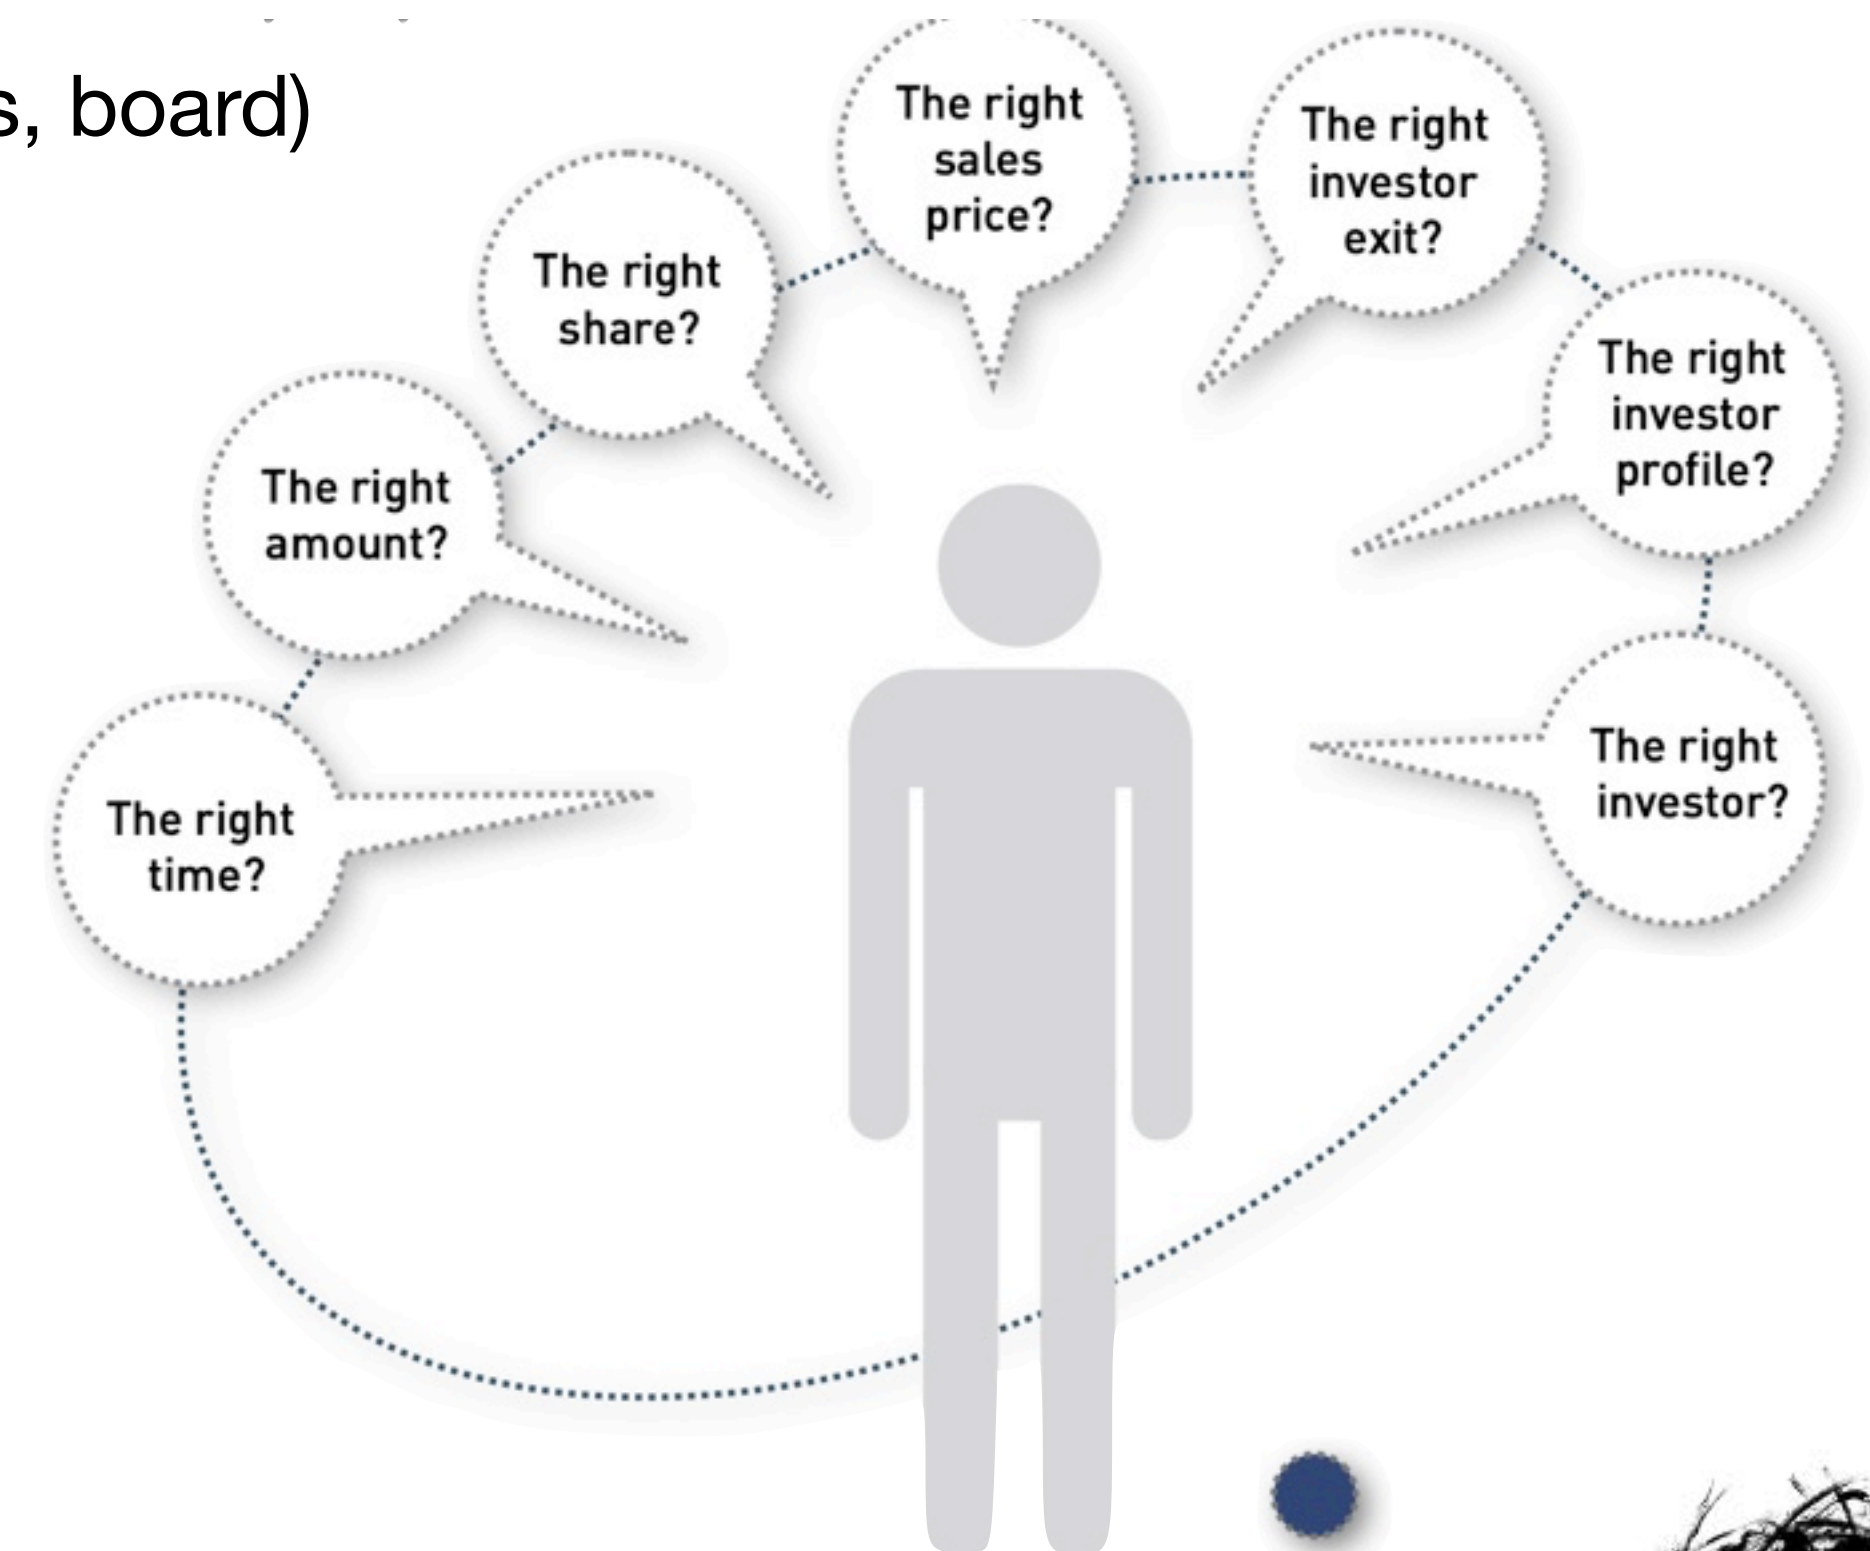 s, board)
The right
sales
price?
The right
investor
exit?
The right
share?
The right
investor
profile?
The right
amount?
The right
investor?
The right
time?